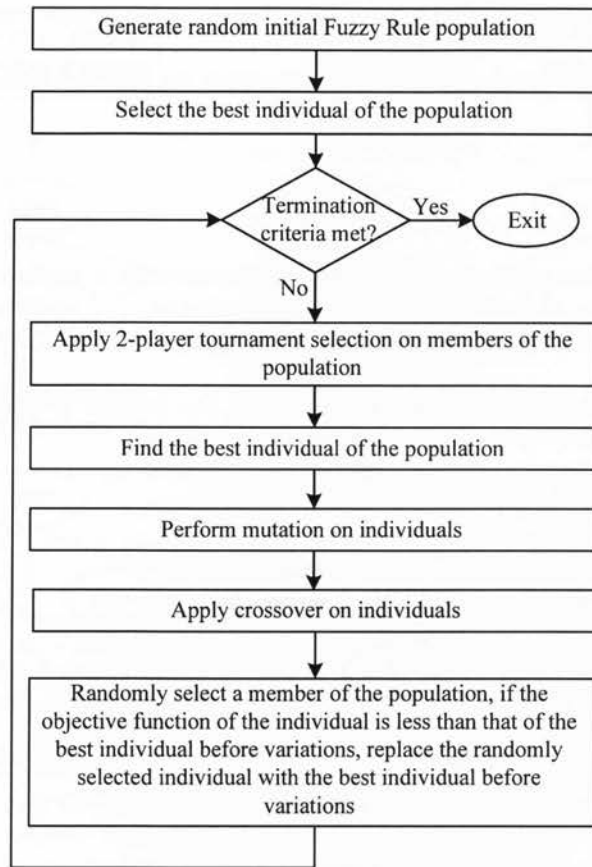 Generate random initial Fuzzy Rule population
Select the best individual of the population
Termination
criteria met?
Yes
Exit
No
Apply 2-player tournament selection on members of the
population
Find the best individual of the population
Perform mutation on individuals
Apply crossover on individuals
Randomly select a member of the population, if the
objective function of the individual is less than that of the
best individual before variations, replace the randomly
selected individual with the best individual before
variations